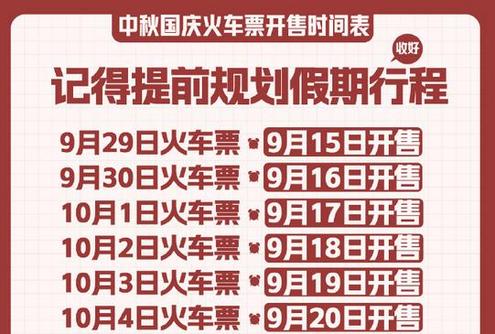 中秋国庆火车票开售时间表
收好
记得提前规划假期行程
9月29日火车票 9月15日开售
9月30日火车票 9月16日开售
10月1日火车票 9月17日开售
10月2日火车票 9月18日开售
10月3日火车票 9月19日开售
10月4日火车票 9月20日开售